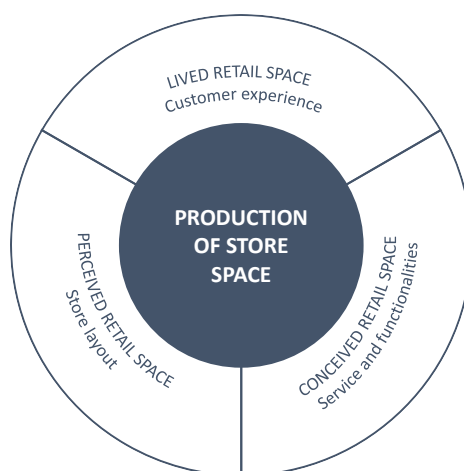 LIVED RETAIL SPACE
Customer experience
PRODUCTION
OF STORE
SPACE
PERCEIVED RETAIL SPACE
Store layout
CONCEIVED RETAIL SPACE
Service and functionalities